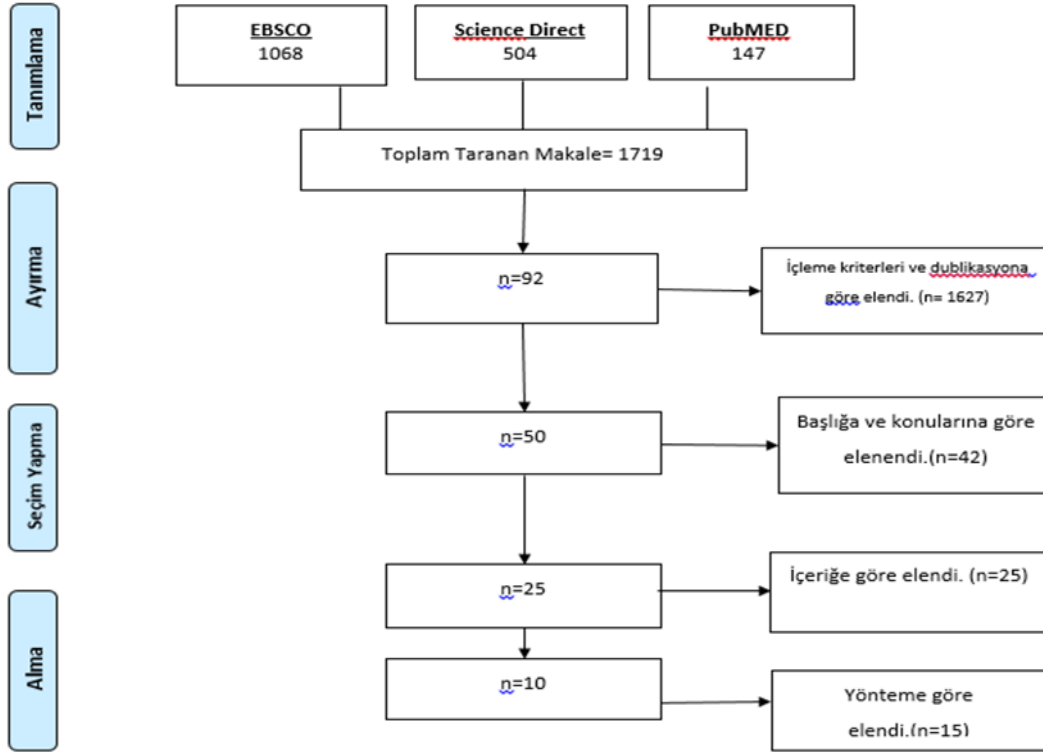 Tanımlama
EBSCO
1068
Science Direct
504
PubMED
147
Toplam Taranan Makale= 1719
Ayırma
n=92
İçleme kriterleri ve dublikasyona
göre elendi. (n= 1627)
Seçim Yapma
n=50
Başlığa ve konularına göre
elenendi.(n=42)
Alma
n=25
İçeriğe göre elendi. (n=25)
n=10
Yönteme göre
elendi.(n=15)